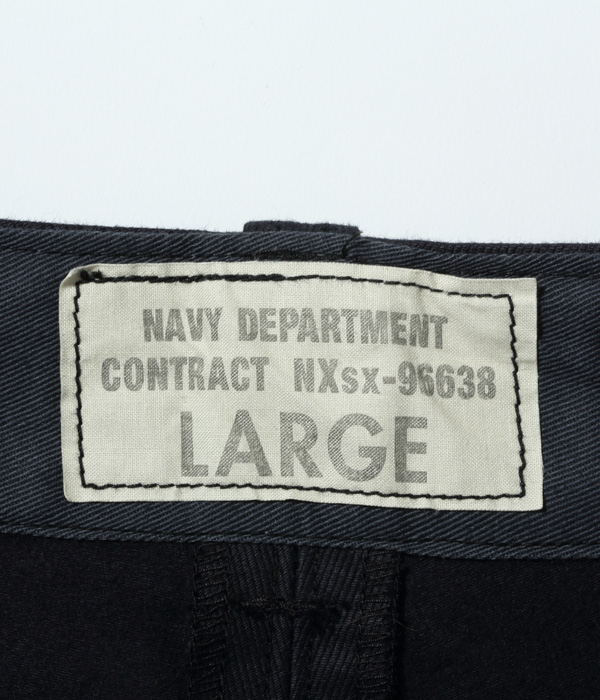 NAVY DEPARTMENT
CONTRACT NXsx-96638
LARGE